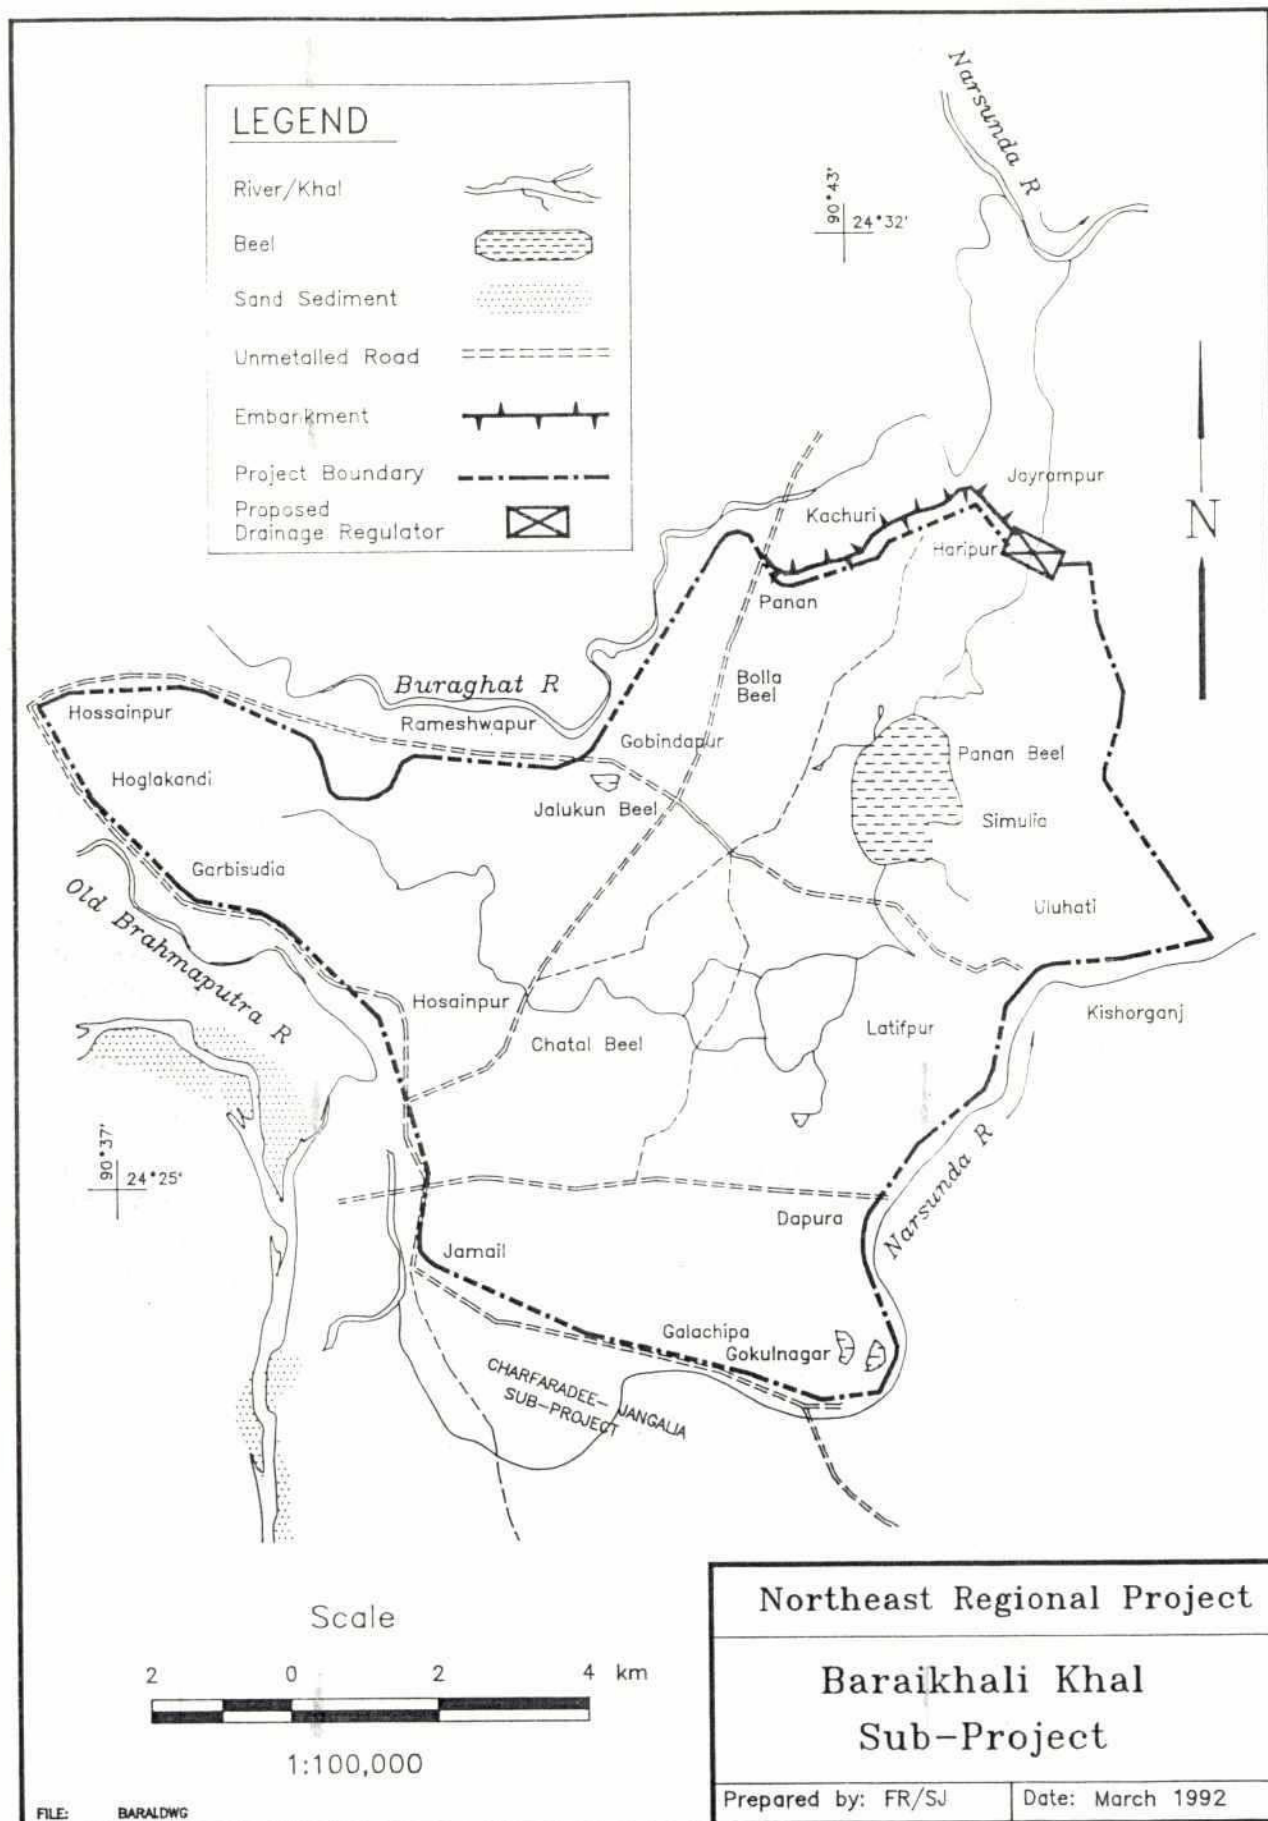 LEGEND
River/Khal
Beel
Sand Sediment
Unmetalled Road
Embankment
Project Boundary
Proposed
Drainage Regulator
Narsunda R
90°43'
24°32'
N
Jayrampur
Kachuri
Haripur
Panan
Buraghat R
Bolla
Beel
Hossainpur
Rameshwapur
Gobindapur
Panan Beel
Hoglakandi
Jalukun Beel
Simulia
Garbisudia
Uluhati
Old Brahmaputra R
Hosainpur
Latifpur
Kishorganj
Chatal Beel
90°37'
24°25'
Narsunda R
Dapura
Jamail
Galachipa
Gokulnagar
CHARFARADEE-JANGALIA
SUB-PROJECT
Scale
2 0 2 4 km
1:100,000
Northeast Regional Project
Baraikhali Khal
Sub-Project
Prepared by: FR/SJ
Date: March 1992
FILE: BARAI.DWG